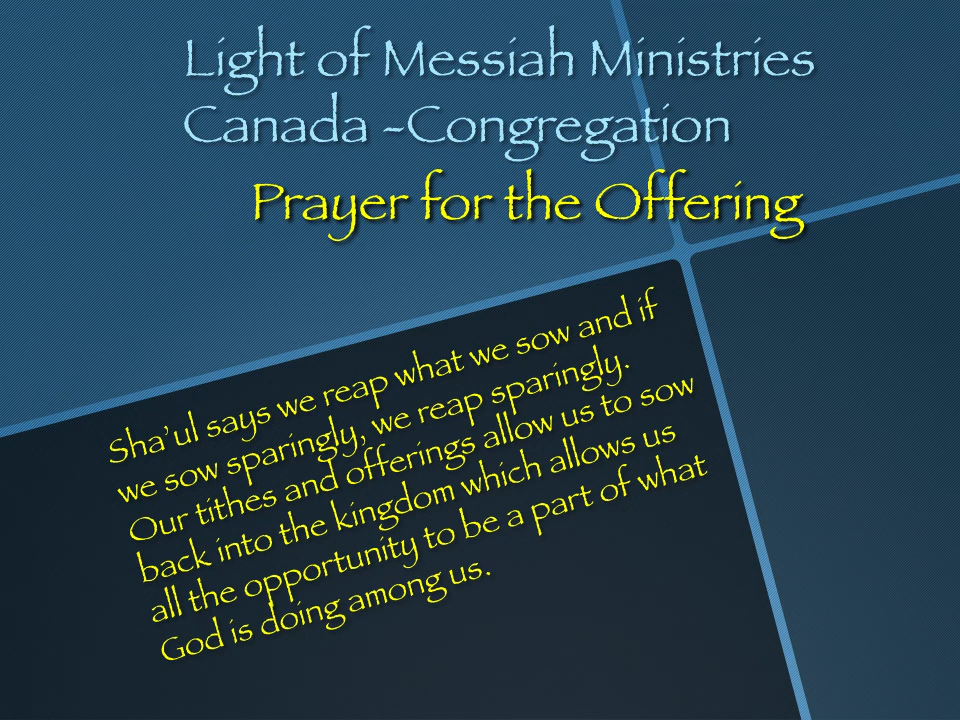 Light of Messiah Ministries
Canada -Congregation
Prayer for the Offering
Sha’ul says we reap what we sow and if
we sow sparingly, we reap sparingly.
Our tithes and offerings allow us to sow
back into the kingdom which allows us
all the opportunity to be a part of what
God is doing among us.